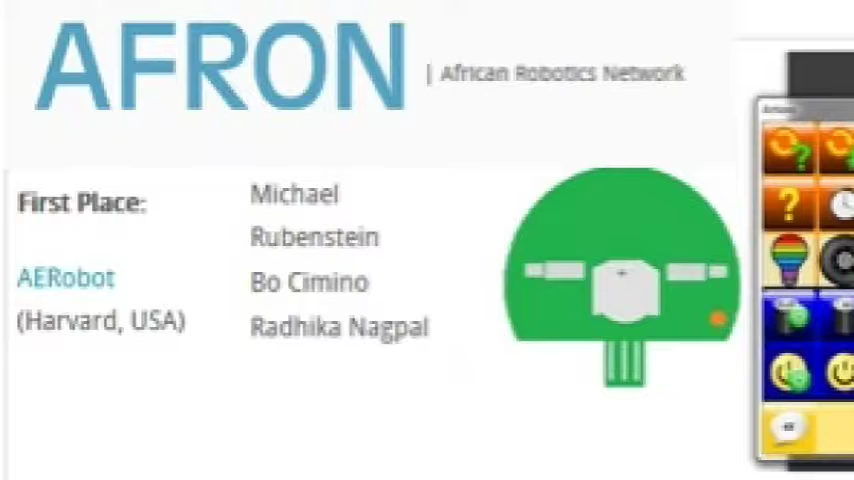 AFRON | African Robotics Network
First Place:
AERobot
(Harvard, USA)
Michael
Rubenstein
Bo Cimino
Radhika Nagpal